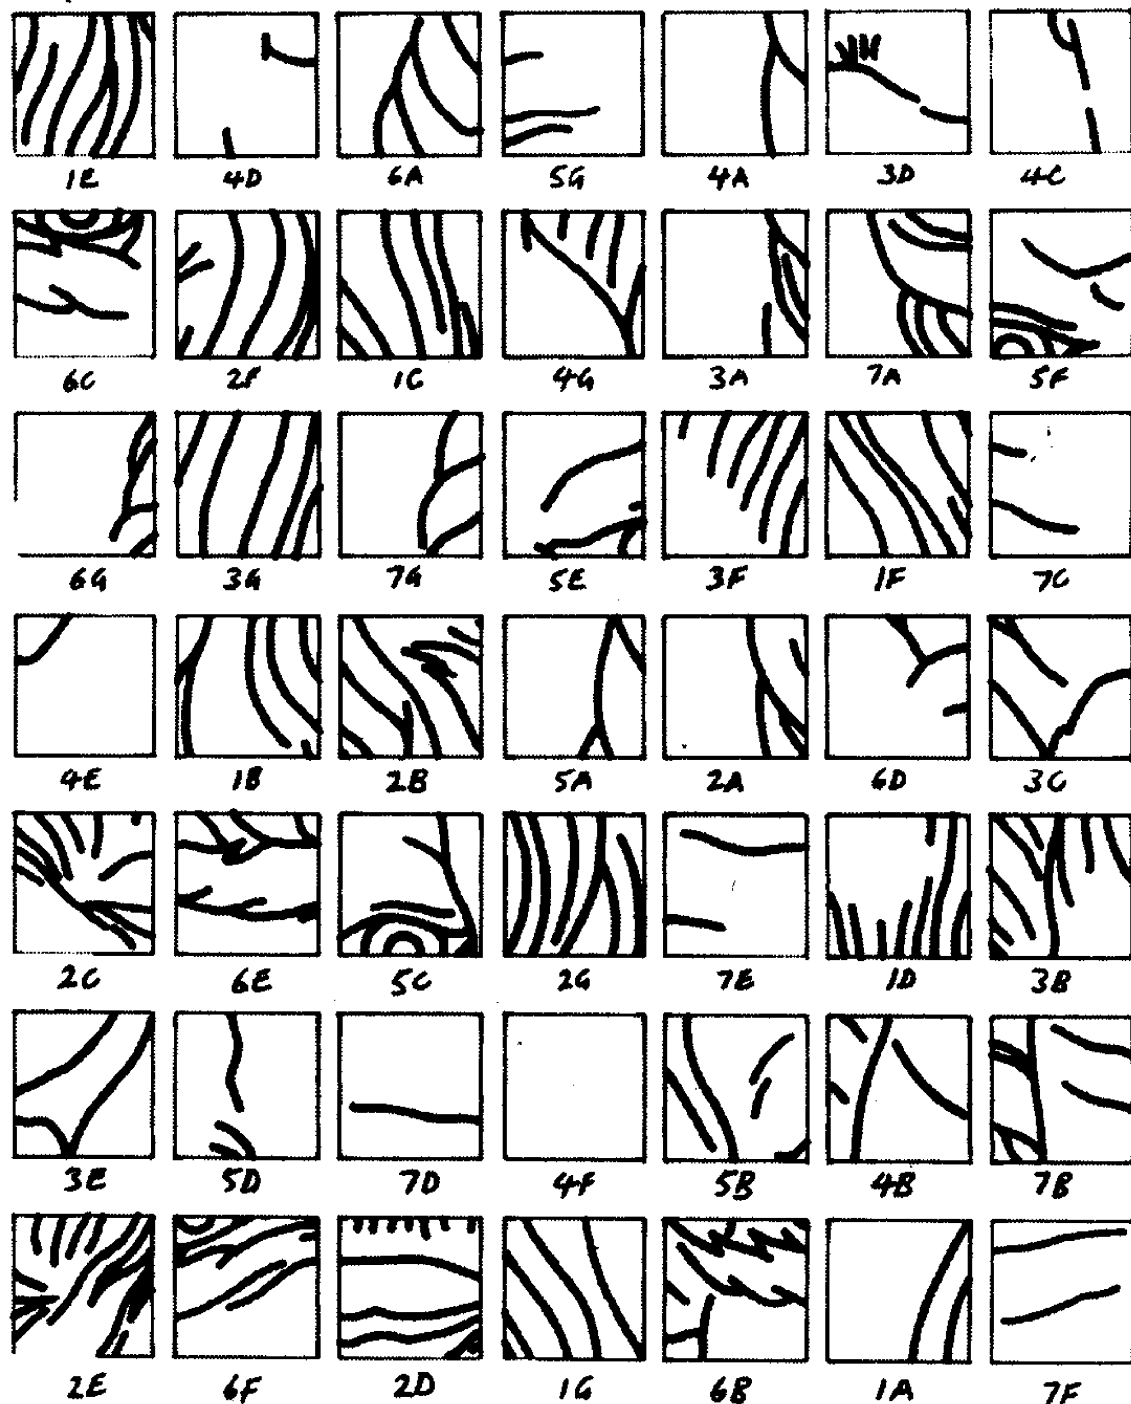 1E 4D 6A 5G 4A 3D 4C
6C 2F 1C 4G 3A 7A 5F
6G 3G 7G 5E 3F 1F 7C
4E 1B 2B 5A 2A 6D 3C
2C 6E 5C 2G 7E 1D 3B
3E 5D 7D 4F 5B 4B 7B
2E 6F 2D 1G 6B 1A 7F